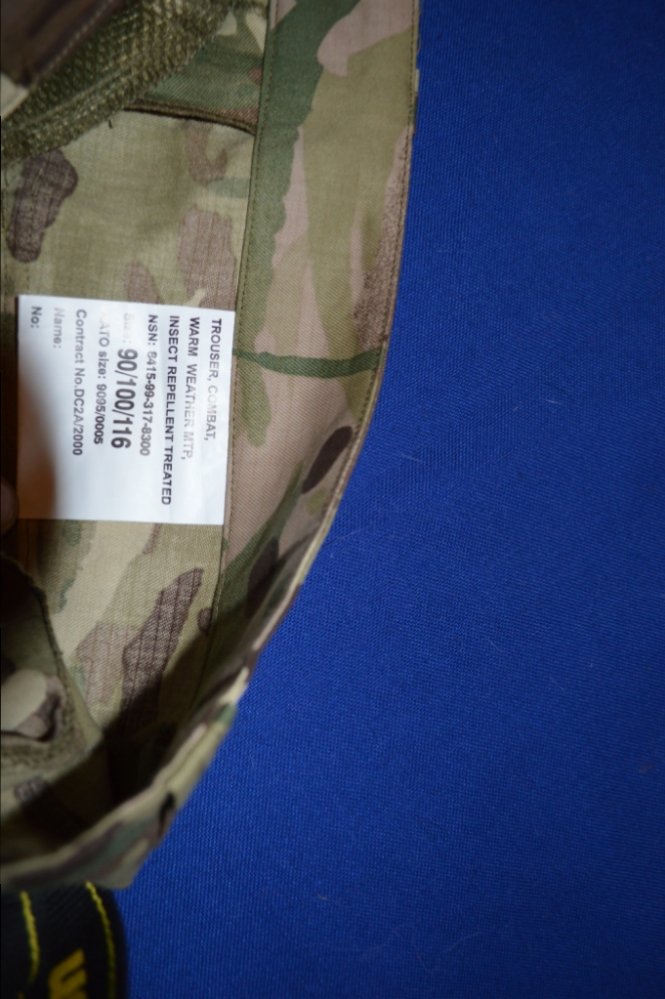 TROUSER, COMBAT,
WARM WEATHER MTP,
INSECT REPELLENT TREATED
NSN: 8415-99-317-8300
Size: 90/100/116
NATO size: 9095/0005
Contract No.DC2A/2000
Name:
No: